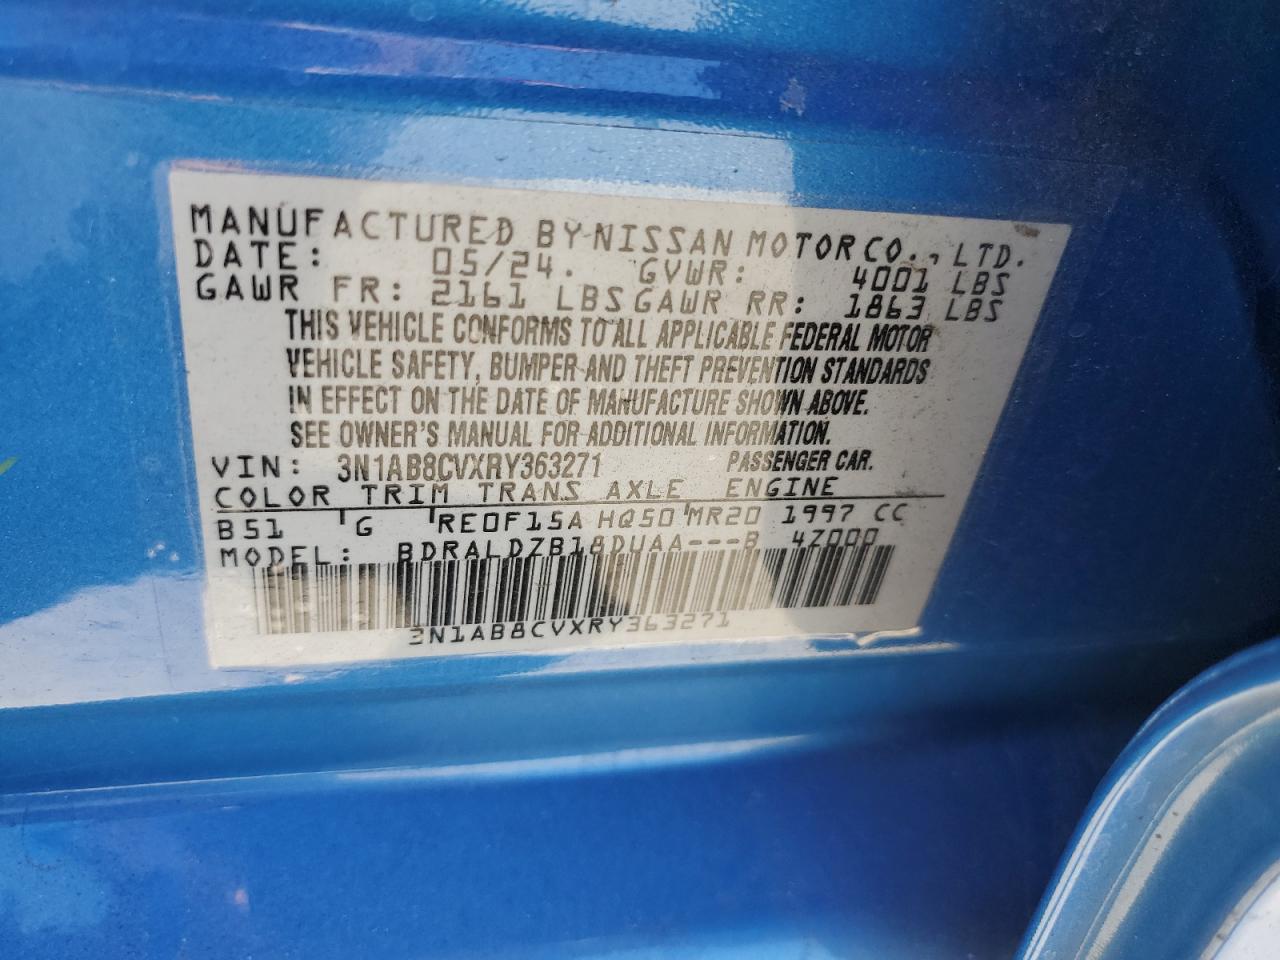 MANUFACTURED BY NISSAN MOTOR CO., LTD.
DATE: 05/24. GVWR: 4001 LBS
GAWR FR: 2161 LBS GAWR RR: 1863 LBS
THIS VEHICLE CONFORMS TO ALL APPLICABLE FEDERAL MOTOR
VEHICLE SAFETY, BUMPER AND THEFT PREVENTION STANDARDS
IN EFFECT ON THE DATE OF MANUFACTURE SHOWN ABOVE.
SEE OWNER'S MANUAL FOR ADDITIONAL INFORMATION.
VIN: 3N1AB8CVXRY363271 PASSENGER CAR.
COLOR TRIM TRANS AXLE ENGINE
B51 G RE0F15A HQ50 MR20 1997 CC
MODEL: BDRALDZB18DUAA---B 4Z000
3N1AB8CVXRY363271